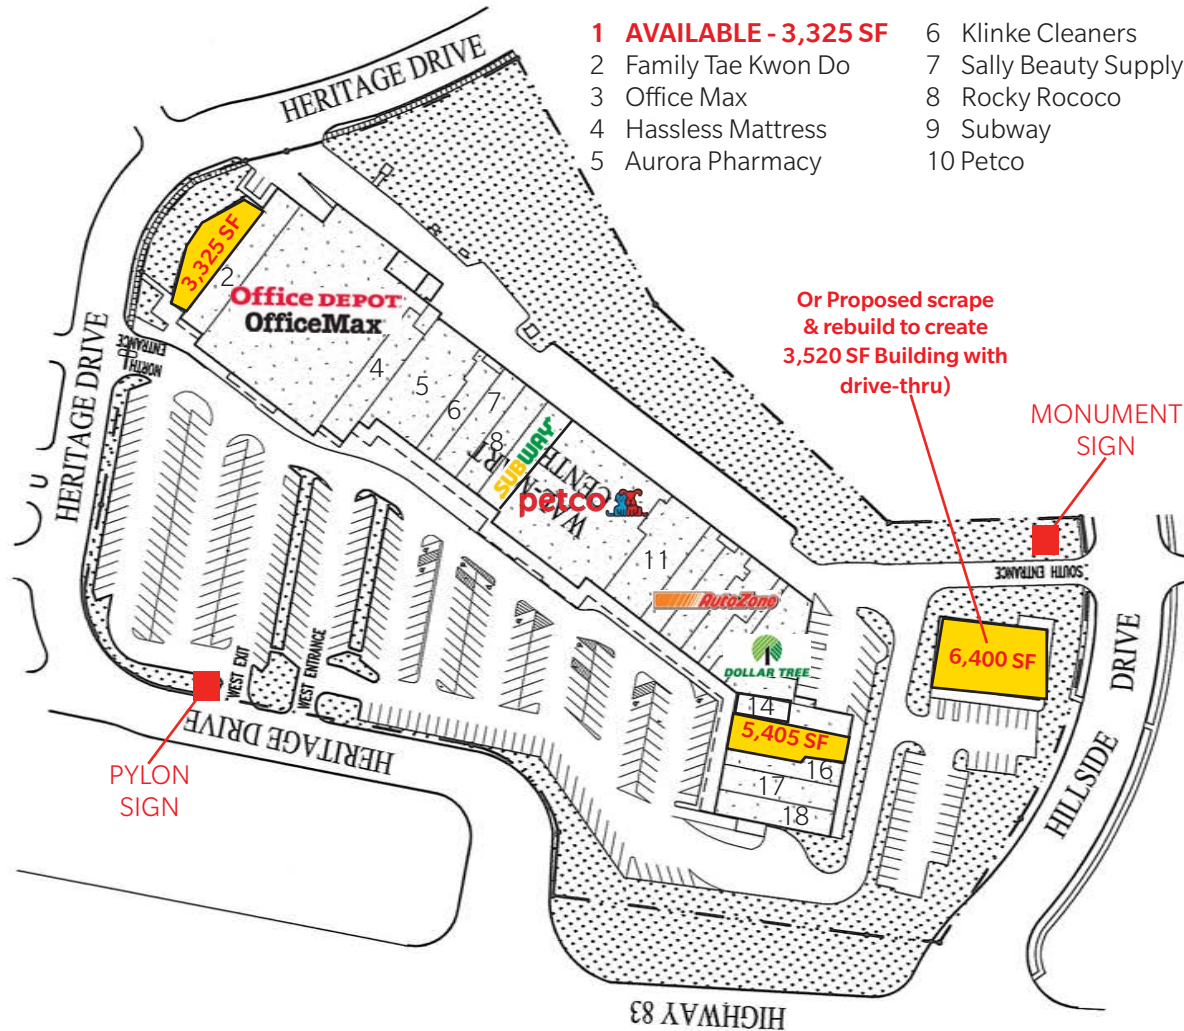 1 AVAILABLE - 3,325 SF
2 Family Tae Kwon Do
3 Office Max
4 Hassless Mattress
5 Aurora Pharmacy
6 Klinke Cleaners
7 Sally Beauty Supply
8 Rocky Rococo
9 Subway
10 Petco
HERITAGE DRIVE
3,325 SF
2
Office DEPOT
OfficeMax
NORTH
ENTRANCE
HERITAGE DRIVE
4
5
6
7
8
SUBWAY
petco
11
AutoZone
DOLLAR TREE
14
5,405 SF
16
17
18
Or Proposed scrape
& rebuild to create
3,520 SF Building with
drive-thru)
MONUMENT
SIGN
SOUTH ENTRANCE
6,400 SF
HILLSIDE
DRIVE
WEST EXIT
WEST ENTRANCE
HERITAGE DRIVE
PYLON
SIGN
HIGHWAY 83